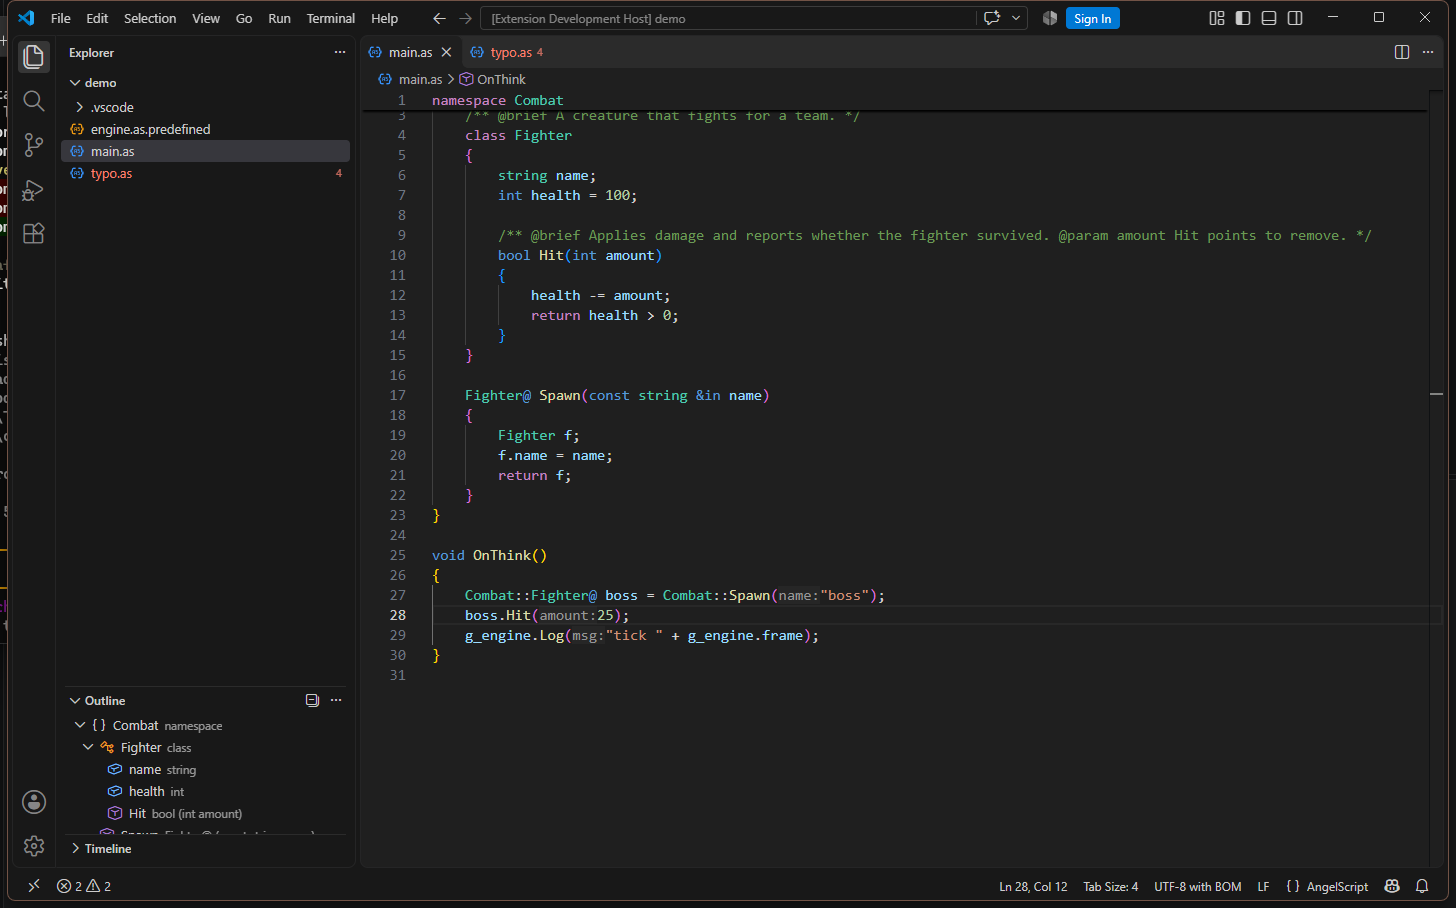 File Edit Selection View Go Run Terminal Help [Extension Development Host] demo Sign In
Explorer
demo
.vscode
engine.as.predefined
main.as
typo.as 4
main.as typo.as 4
main.as > OnThink
1 namespace Combat
3 /** @brief A creature that fights for a team. */
4 class Fighter
5 {
6 string name;
7 int health = 100;
8
9 /** @brief Applies damage and reports whether the fighter survived. @param amount Hit points to remove. */
10 bool Hit(int amount)
11 {
12 health -= amount;
13 return health > 0;
14 }
15 }
16
17 Fighter@ Spawn(const string &in name)
18 {
19 Fighter f;
20 f.name = name;
21 return f;
22 }
23 }
24
25 void OnThink()
26 {
27 Combat::Fighter@ boss = Combat::Spawn(name:"boss");
28 boss.Hit(amount:25);
29 g_engine.Log(msg:"tick " + g_engine.frame);
30 }
31
Outline
{ } Combat namespace
Fighter class
name string
health int
Hit bool (int amount)
Timeline
2 2 Ln 28, Col 12 Tab Size: 4 UTF-8 with BOM LF { } AngelScript